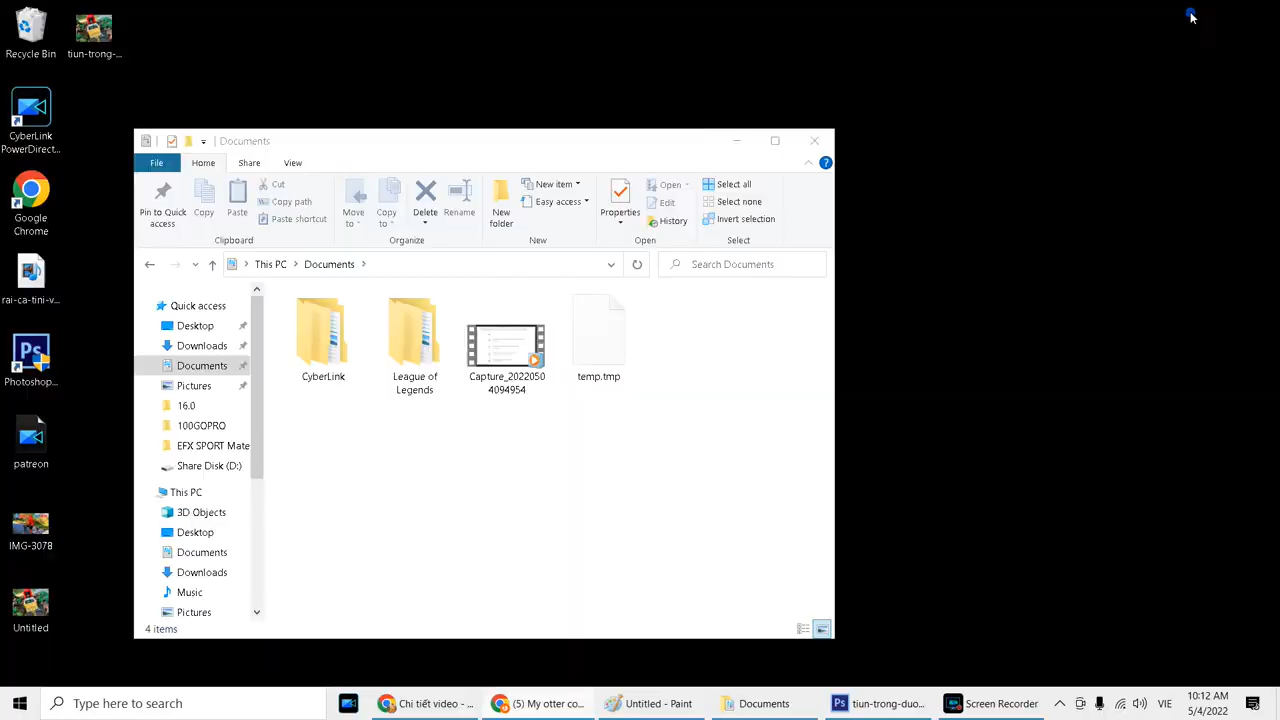 Recycle Bin
tiun-trong-...
CyberLink
PowerDirect...
Google
Chrome
rai-ca-tini-v...
Photoshop...
patreon
IMG-3078
Untitled
Documents
File
Home
Share
View
Pin to Quick
access
Copy
Paste
Cut
Copy path
Paste shortcut
Clipboard
Move
to
Copy
to
Delete
Rename
Organize
New
folder
New item
Easy access
New
Properties
Open
Edit
History
Open
Select all
Select none
Invert selection
Select
This PC
Documents
Search Documents
Quick access
Desktop
Downloads
Documents
Pictures
16.0
100GOPRO
EFX SPORT Mate
Share Disk (D:)
This PC
3D Objects
Desktop
Documents
Downloads
Music
Pictures
CyberLink
League of
Legends
Capture_2022050
4094954
temp.tmp
4 items
Type here to search
Chi tiết video - ...
(5) My otter co...
Untitled - Paint
Documents
tiun-trong-duo...
Screen Recorder
VIE
10:12 AM
5/4/2022